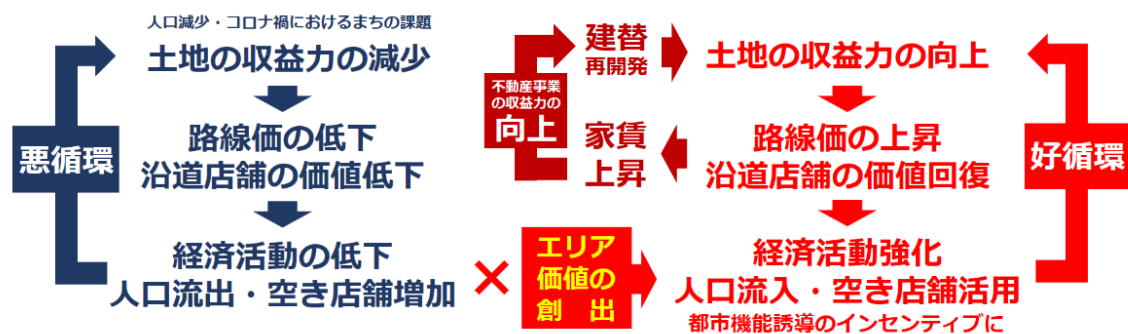 人口減少・コロナ禍におけるまちの課題
土地の収益力の減少
路線価の低下
沿道店舗の価値低下
経済活動の低下
人口流出・空き店舗増加
悪循環
×
エリア
価値の
創出
建替
再開発
不動産事業
の収益力の
向上
家賃
上昇
土地の収益力の向上
路線価の上昇
沿道店舗の価値回復
経済活動強化
人口流入・空き店舗活用
都市機能誘導のインセンティブに
好循環